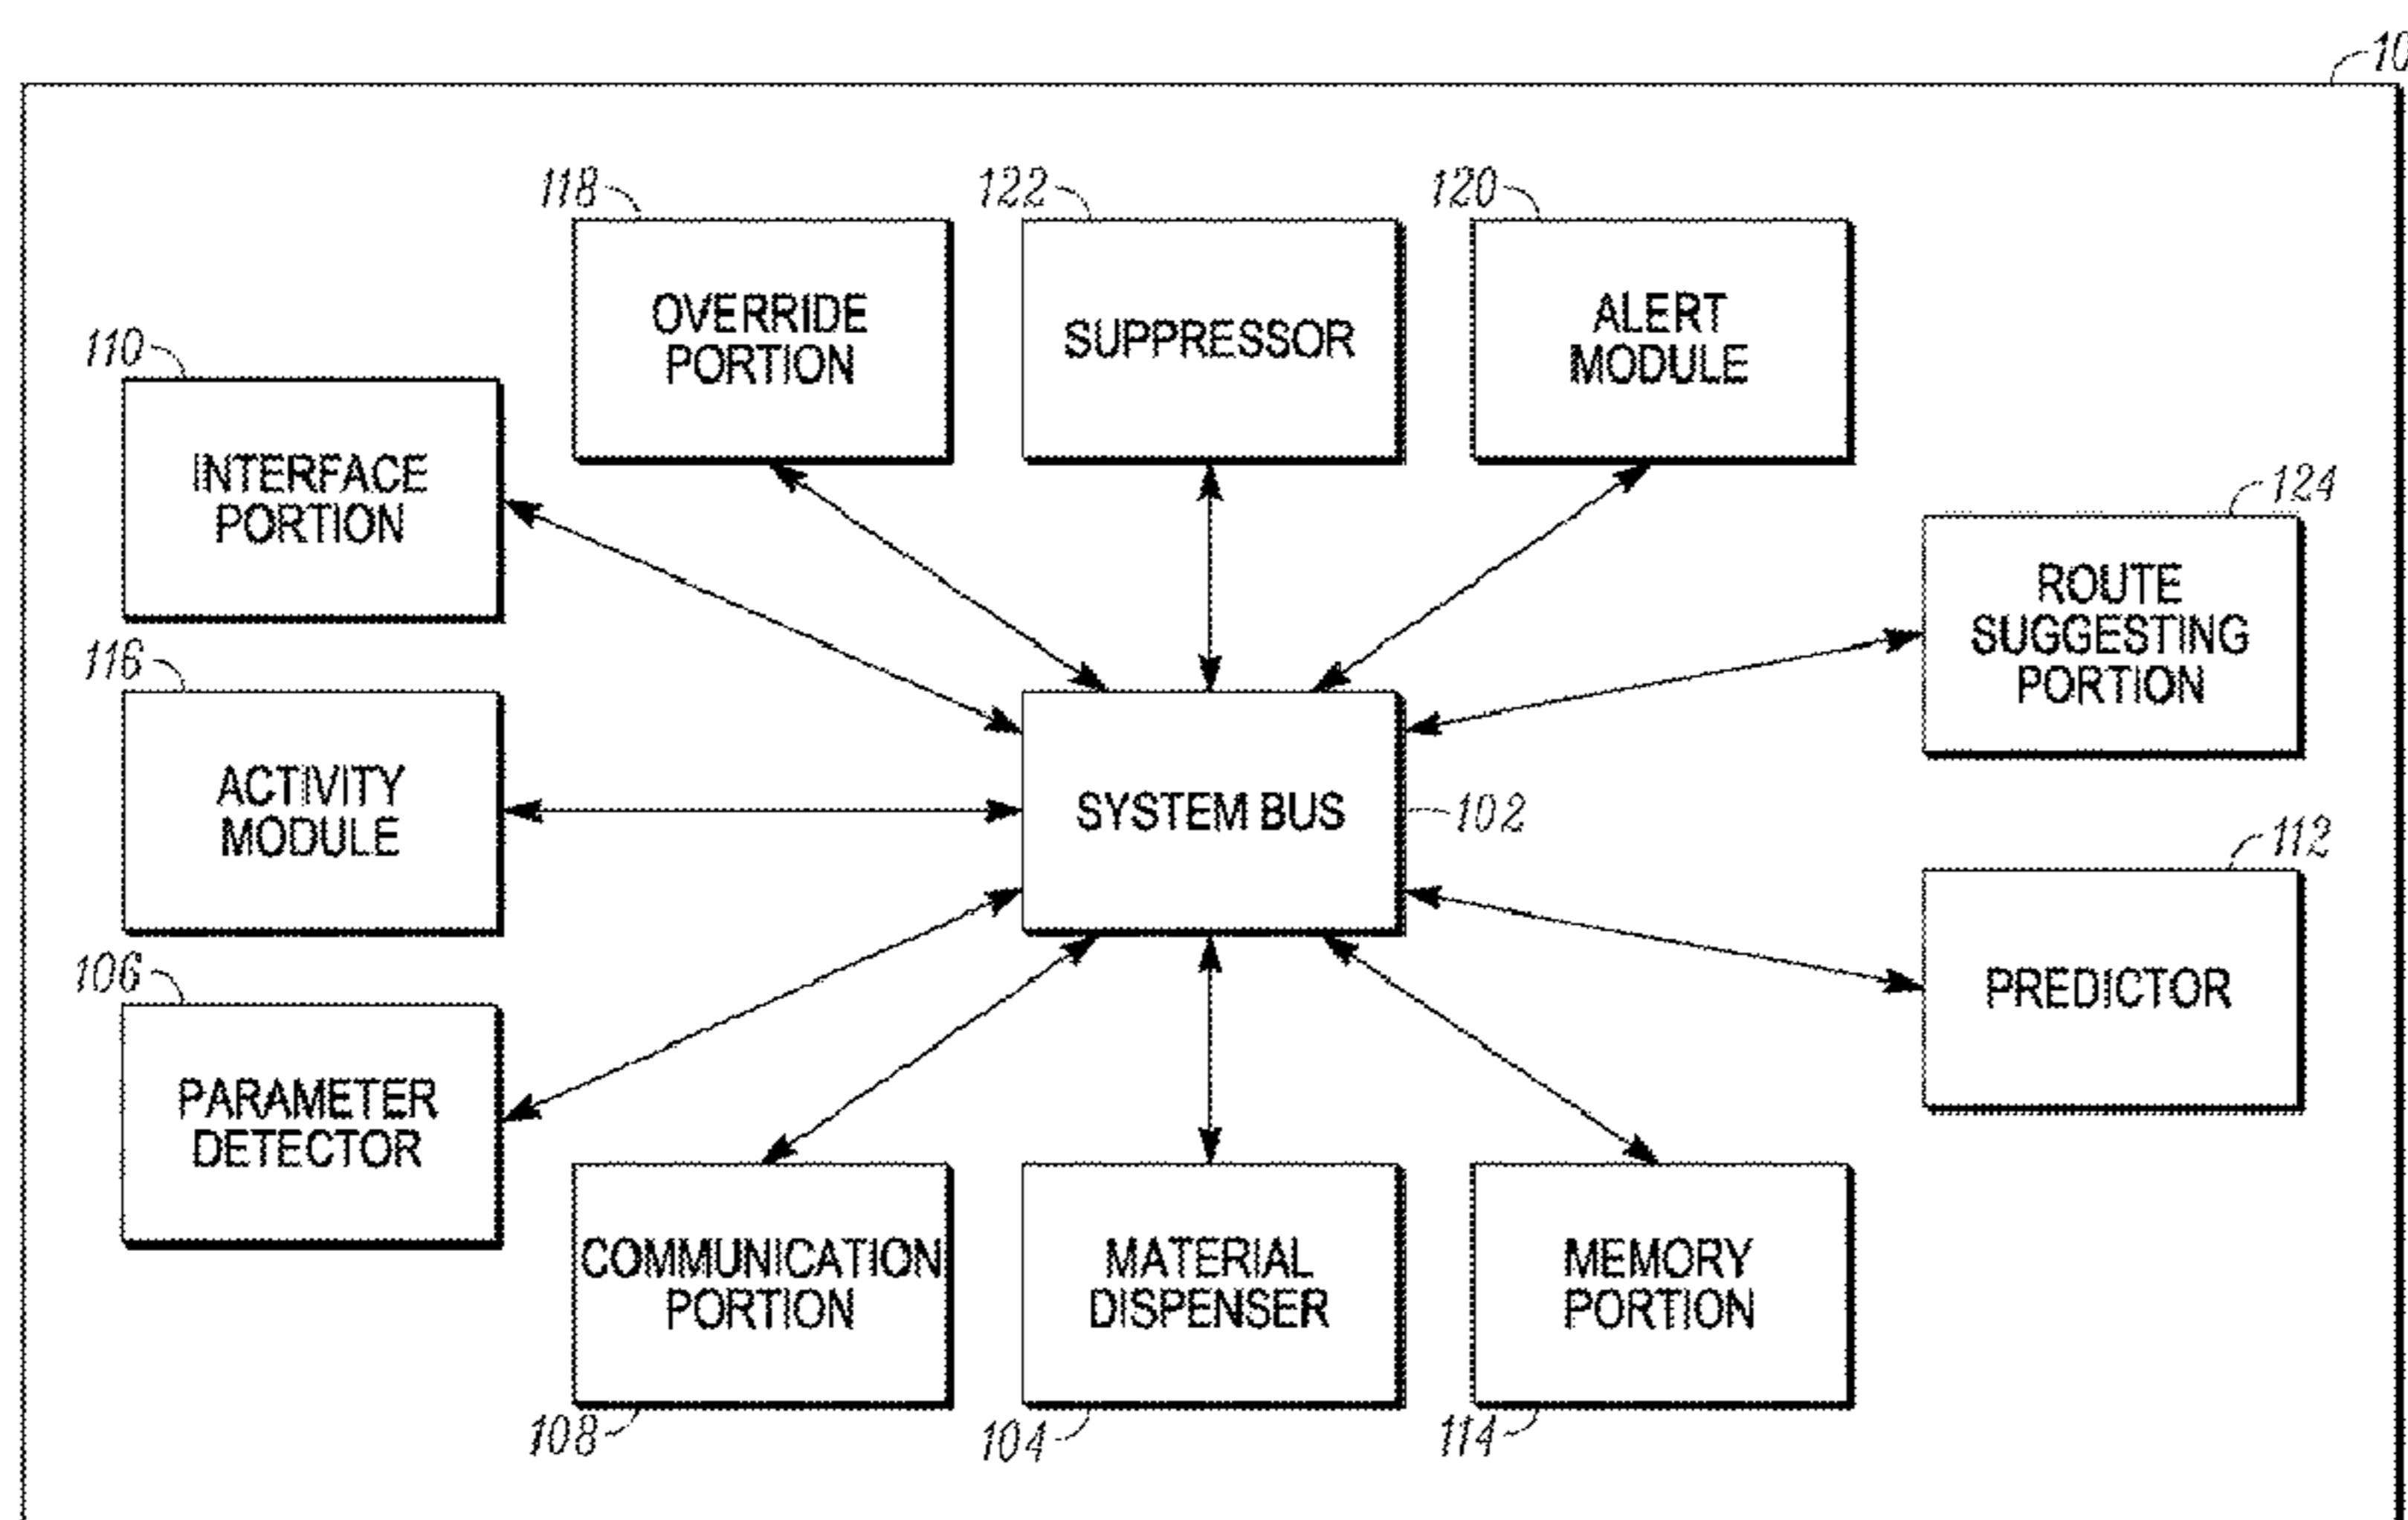 10
118
122
120
OVERRIDE
PORTION
SUPPRESSOR
ALERT
MODULE
110
INTERFACE
PORTION
124
ROUTE
SUGGESTING
PORTION
116
ACTIVITY
MODULE
SYSTEM BUS
102
112
PREDICTOR
106
PARAMETER
DETECTOR
COMMUNICATION
PORTION
MATERIAL
DISPENSER
MEMORY
PORTION
108
104
114